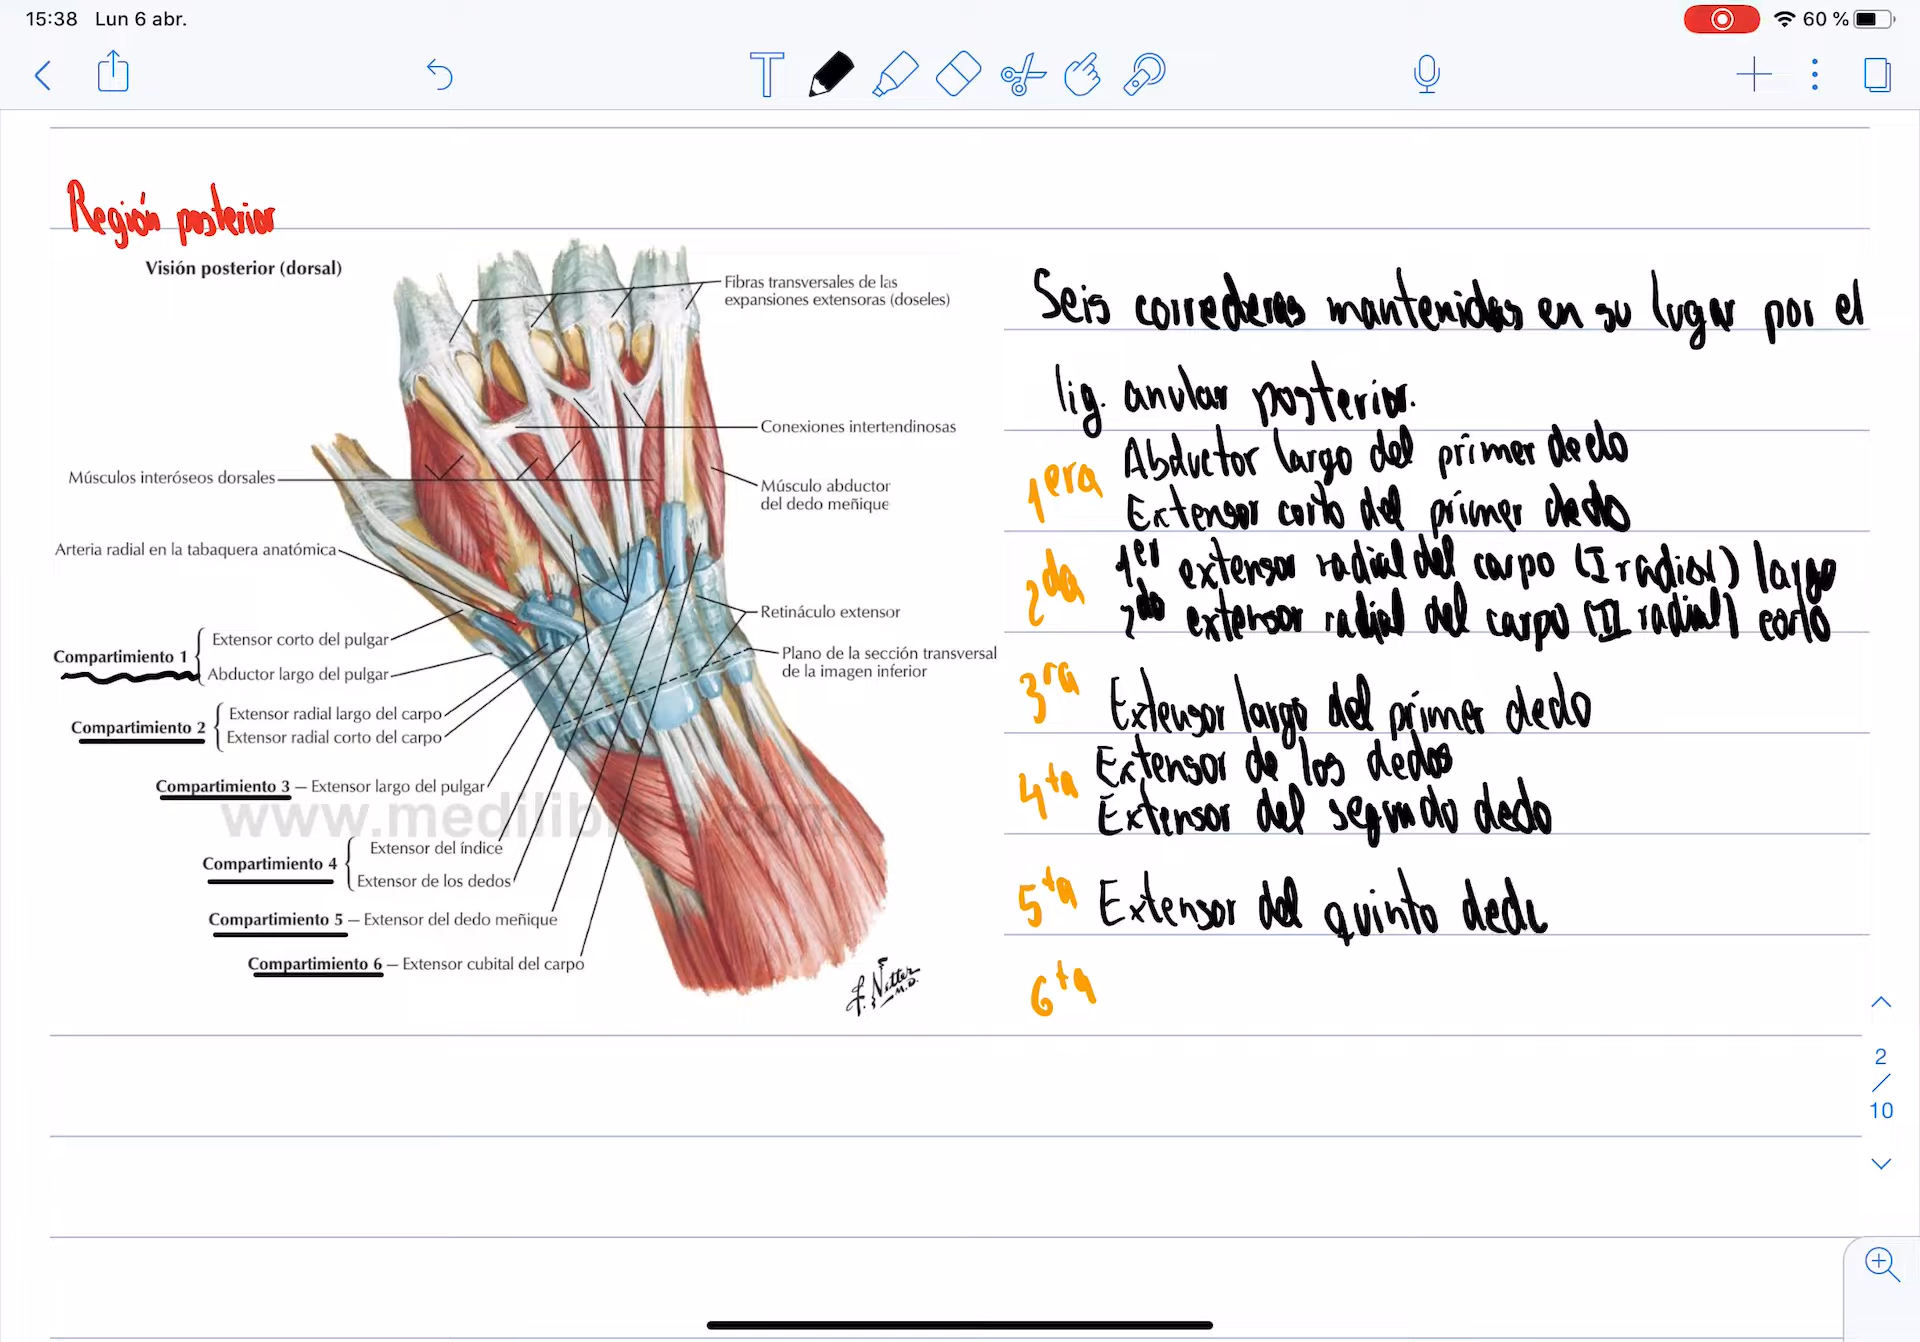 15:38 Lun 6 abr.
60 %
Región posterior
Visión posterior (dorsal)
Fibras transversales de las
expansiones extensoras (doseles)
Conexiones intertendinosas
Músculos interóseos dorsales
Músculo abductor
del dedo meñique
Arteria radial en la tabaquera anatómica
Retináculo extensor
Plano de la sección transversal
de la imagen inferior
Compartimiento 1
Extensor corto del pulgar
Abductor largo del pulgar
Compartimiento 2
Extensor radial largo del carpo
Extensor radial corto del carpo
Compartimiento 3 – Extensor largo del pulgar
Compartimiento 4
Extensor del índice
Extensor de los dedos
Compartimiento 5 – Extensor del dedo meñique
Compartimiento 6 – Extensor cubital del carpo
F. Netter
M.D.
Seis correderas mantenidas en su lugar por el
lig. anular posterior.
1era Abductor largo del primer dedo
Extensor corto del primer dedo
2da 1er extensor radial del carpo (I radial) largo
2do extensor radial del carpo (II radial) corto
3ra Extensor largo del primer dedo
4ta Extensor de los dedos
Extensor del segundo dedo
5ta Extensor del quinto dedo
6ta
2
/
10